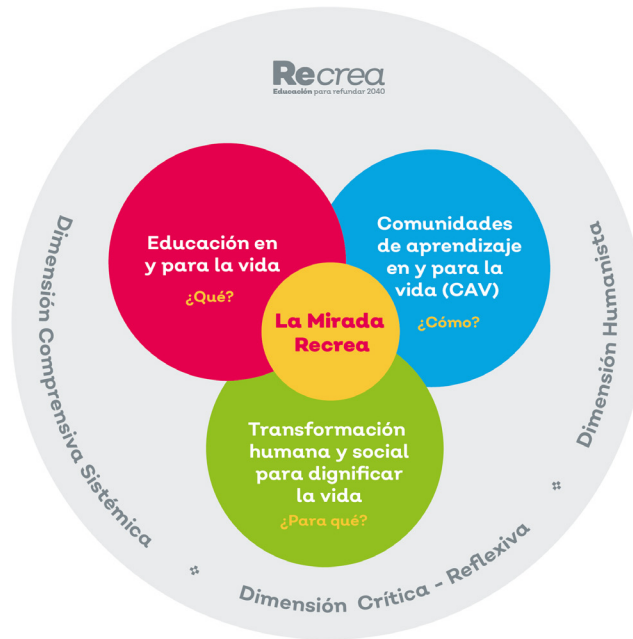 Recrea
Educación para refundar 2040
Educación en
y para la vida
¿Qué?
Comunidades
de aprendizaje
en y para la
vida (CAV)
¿Cómo?
La Mirada
Recrea
Transformación
humana y social
para dignificar
la vida
¿Para qué?
Dimensión Comprensiva Sistémica
Dimensión Crítica - Reflexiva
Dimensión Humanista